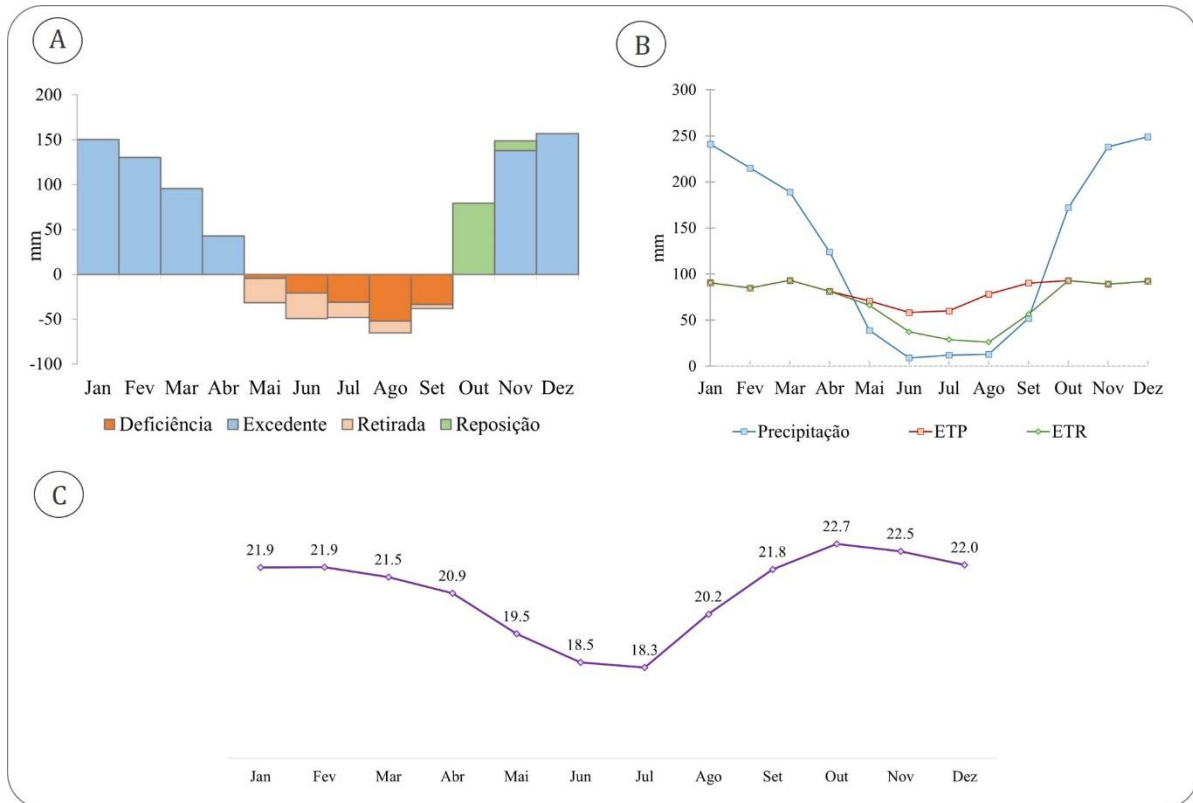 A
200
150
100
50
0
-50
-100
mm
Jan Fev Mar Abr Mai Jun Jul Ago Set Out Nov Dez
Deficiência Excedente Retirada Reposição
B
300
250
200
150
100
50
0
mm
Jan Fev Mar Abr Mai Jun Jul Ago Set Out Nov Dez
Precipitação ETP ETR
C
21.9 21.9 21.5 20.9 19.5 18.5 18.3 20.2 21.8 22.7 22.5 22.0
Jan Fev Mar Abr Mai Jun Jul Ago Set Out Nov Dez